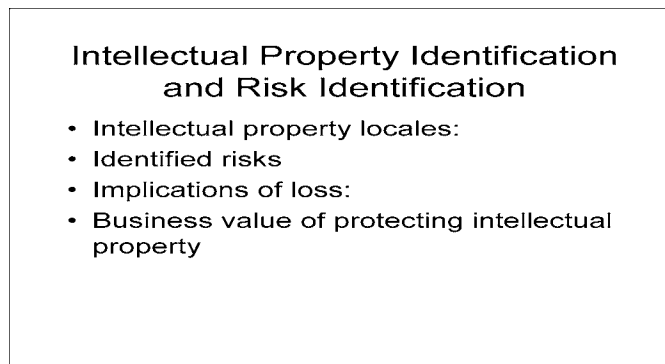 Intellectual Property Identification
and Risk Identification
• Intellectual property locales:
• Identified risks
• Implications of loss:
• Business value of protecting intellectual
property